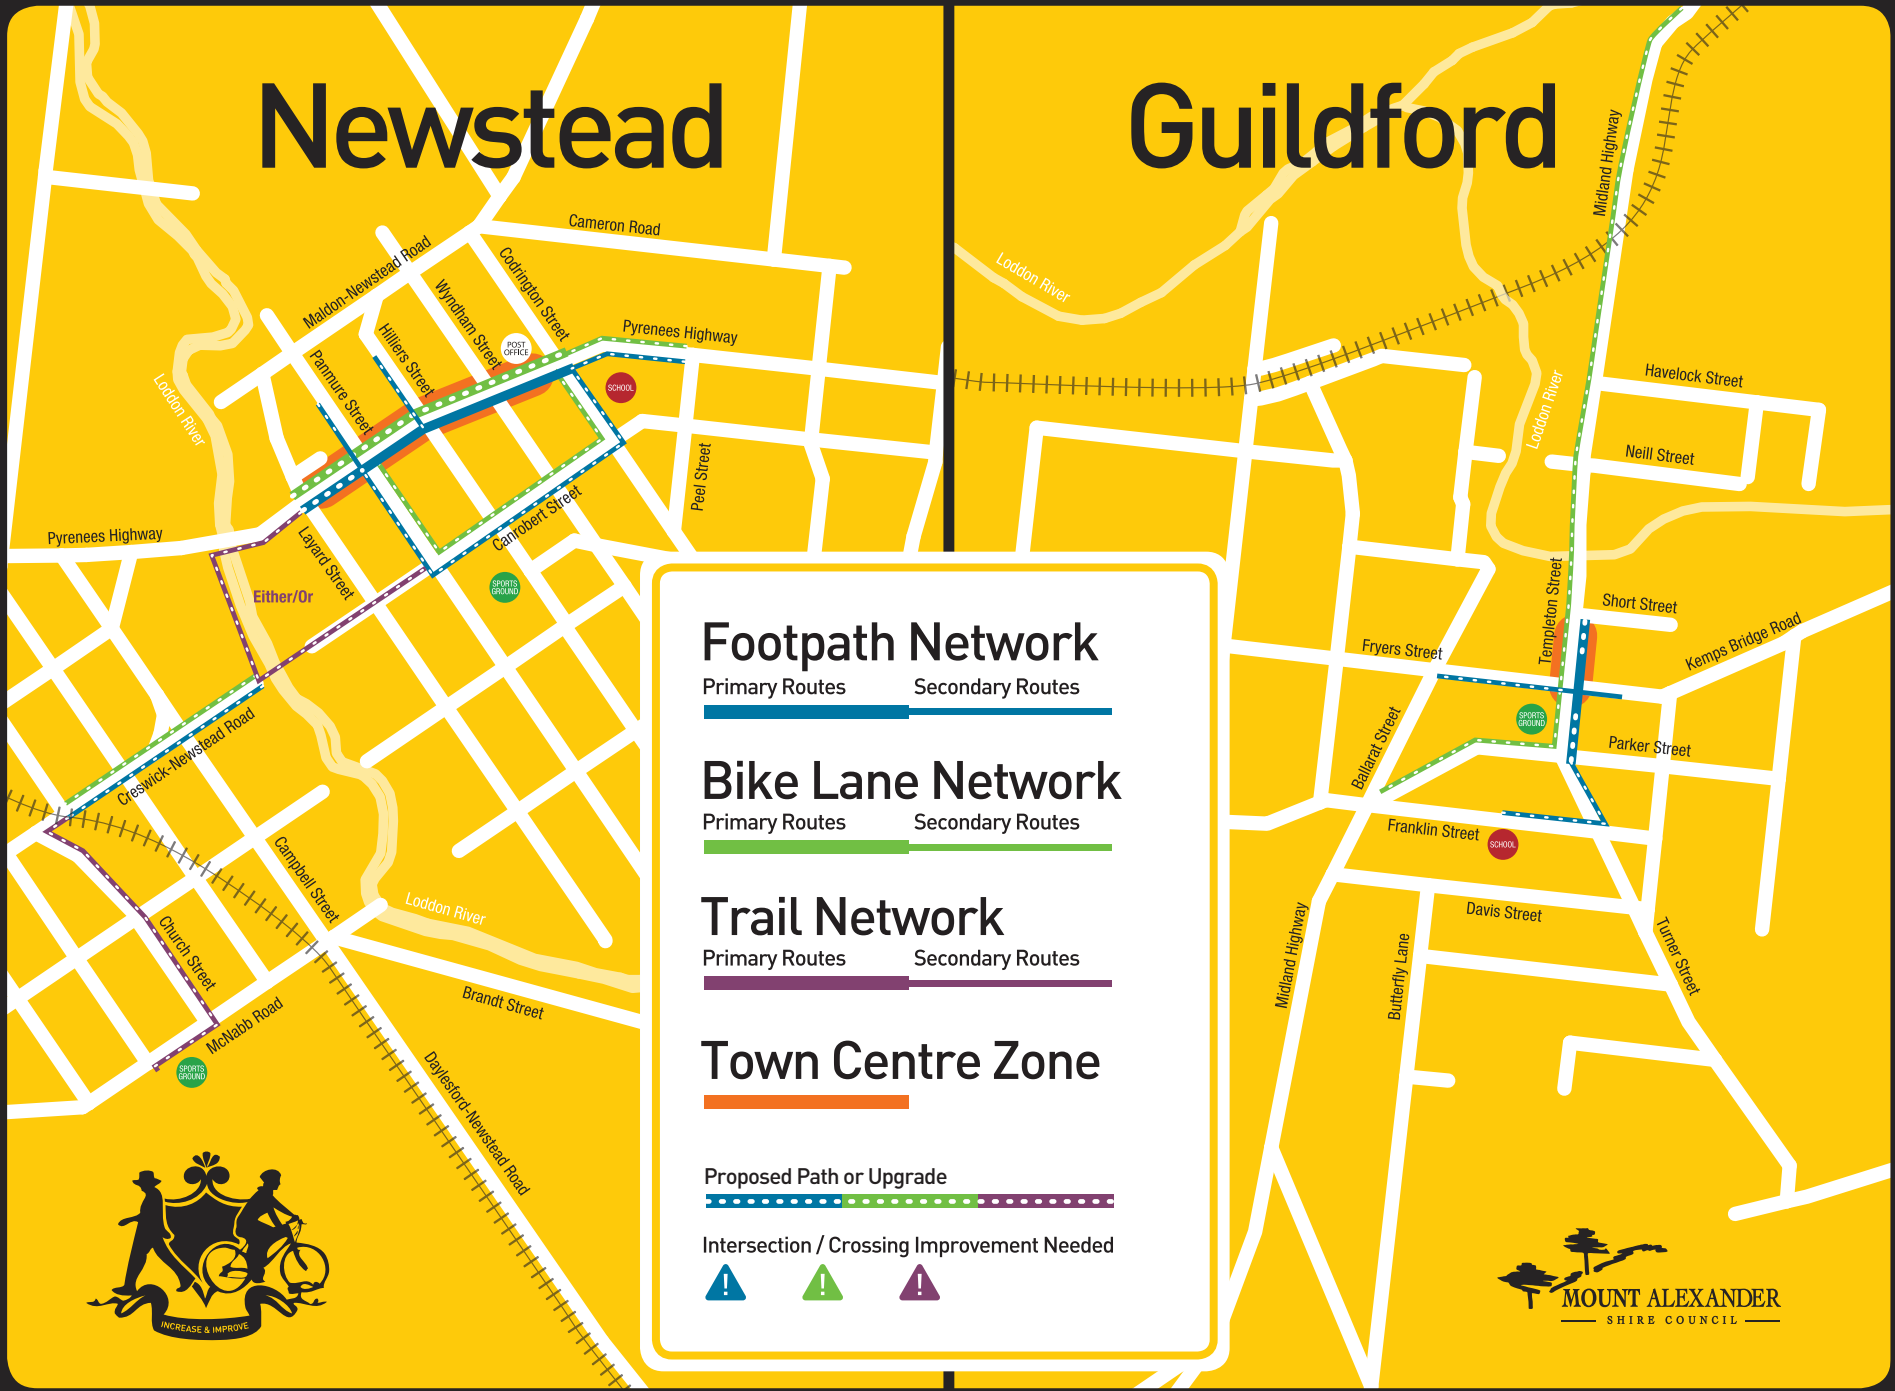 Newstead
Guildford
Cameron Road
Maldon-Newstead Road
Codrington Street
Wyndham Street
Hilliers Street
Panmure Street
Pyrenees Highway
POST
OFFICE
SCHOOL
Loddon River
Peel Street
Canrobert Street
Layard Street
Pyrenees Highway
SPORTS
GROUND
Either/Or
Creswick-Newstead Road
Campbell Street
Church Street
McNabb Road
SPORTS
GROUND
Loddon River
Brandt Street
Daylesford-Newstead Road
INCREASE & IMPROVE
Midland Highway
Loddon River
Loddon River
Havelock Street
Neill Street
Templeton Street
Short Street
Kemps Bridge Road
Fryers Street
SPORTS
GROUND
Parker Street
Ballarat Street
Franklin Street
SCHOOL
Davis Street
Turner Street
Midland Highway
Butterfly Lane
Footpath Network
Primary Routes Secondary Routes
Bike Lane Network
Primary Routes Secondary Routes
Trail Network
Primary Routes Secondary Routes
Town Centre Zone
Proposed Path or Upgrade
Intersection / Crossing Improvement Needed
! ! !
MOUNT ALEXANDER
SHIRE COUNCIL